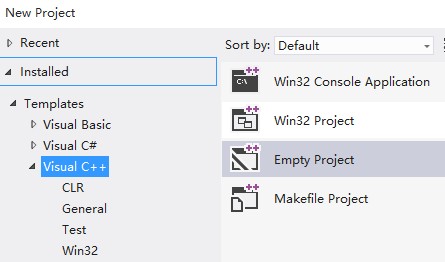 New Project
Recent
Installed
Templates
Visual Basic
Visual C#
Visual C++
CLR
General
Test
Win32
Sort by: Default
Win32 Console Application
Win32 Project
Empty Project
Makefile Project